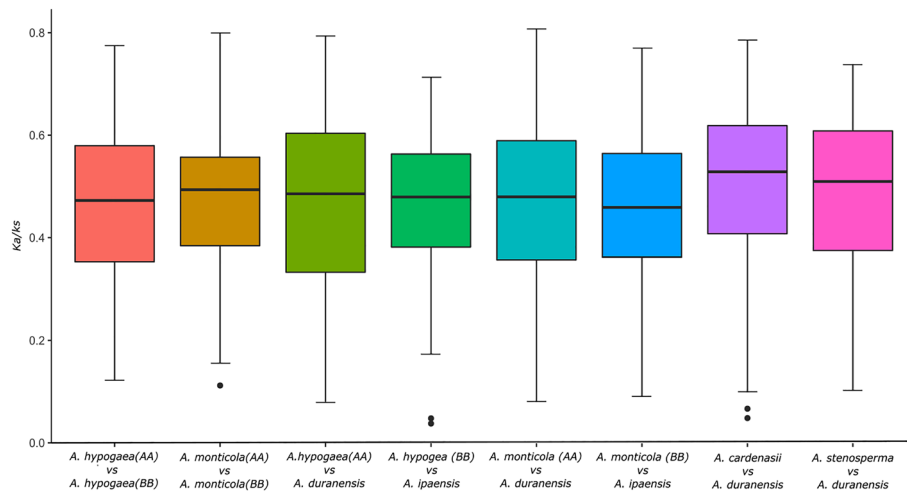 0.8
0.6
0.4
0.2
0.0
Ka/ks
A. hypogaea(AA)
vs
A. hypogaea(BB)
A. monticola(AA)
vs
A. monticola(BB)
A.hypogaea(AA)
vs
A. duranensis
A. hypogea (BB)
vs
A. ipaensis
A. monticola (AA)
vs
A. duranensis
A. monticola (BB)
vs
A. ipaensis
A. cardenasii
vs
A. duranensis
A. stenosperma
vs
A. duranensis